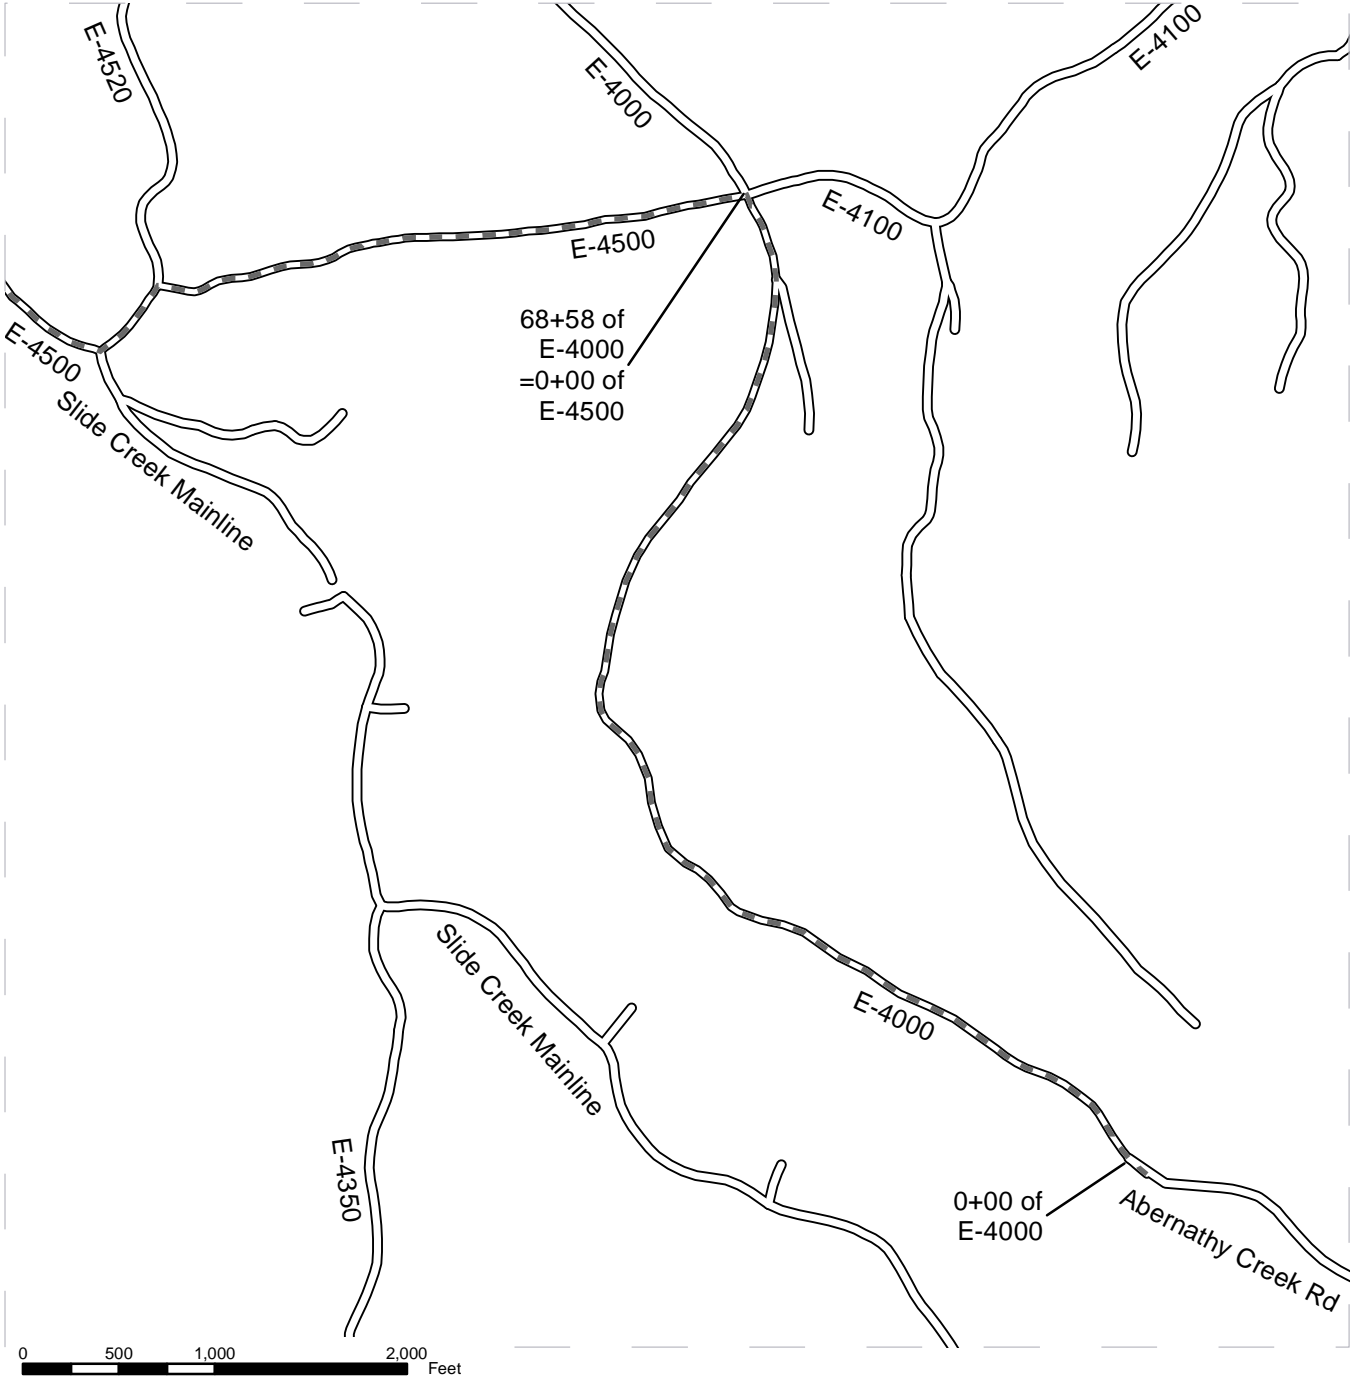 E-4520
E-4000
E-4100
E-4100
E-4500
68+58 of
E-4000
=0+00 of
E-4500
E-4500
Slide Creek Mainline
Slide Creek Mainline
E-4000
E-4350
0+00 of
E-4000
Abernathy Creek Rd
0 500 1,000 2,000
Feet